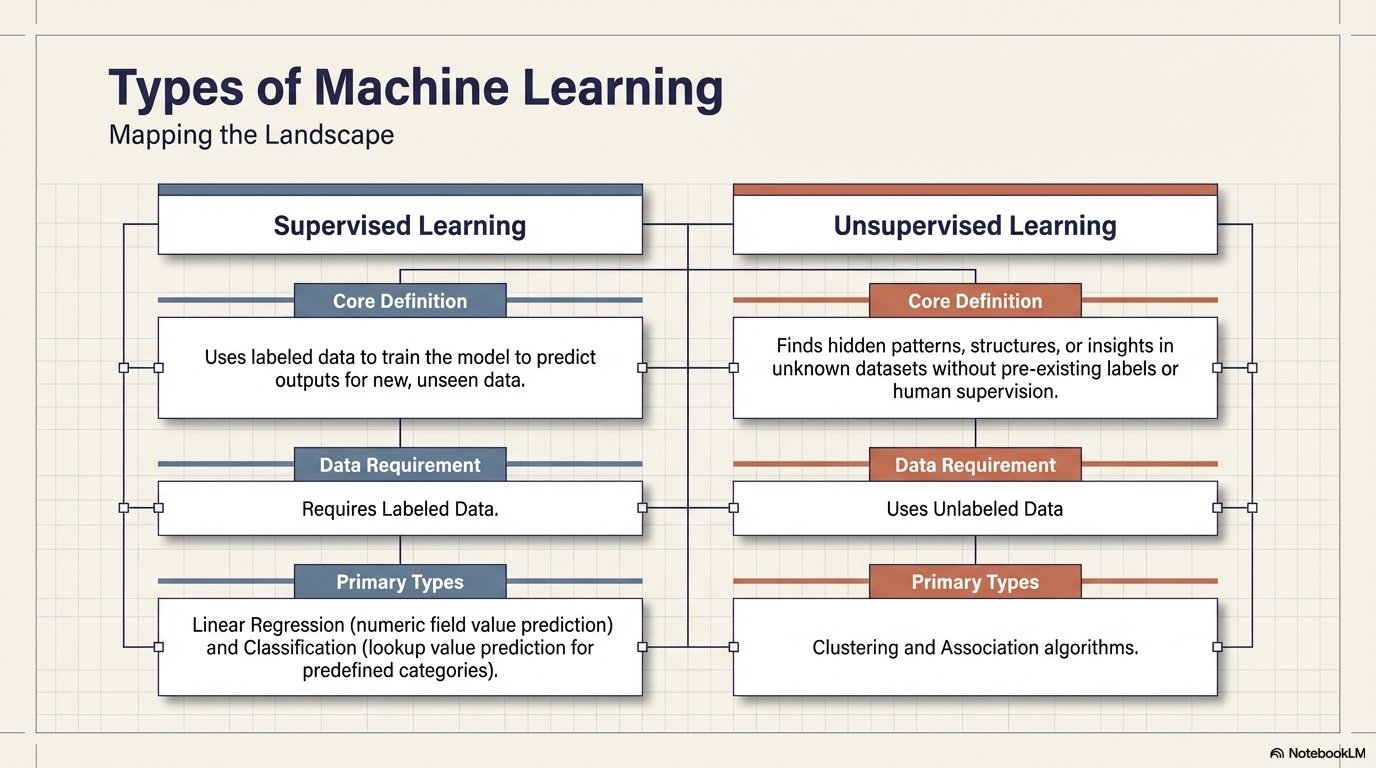 Types of Machine Learning
Mapping the Landscape
Supervised Learning
Core Definition
Uses labeled data to train the model to predict
outputs for new, unseen data.
Data Requirement
Requires Labeled Data.
Primary Types
Linear Regression (numeric field value prediction)
and Classification (lookup value prediction for
predefined categories).
Unsupervised Learning
Core Definition
Finds hidden patterns, structures, or insights in
unknown datasets without pre-existing labels or
human supervision.
Data Requirement
Uses Unlabeled Data
Primary Types
Clustering and Association algorithms.
NotebookLM